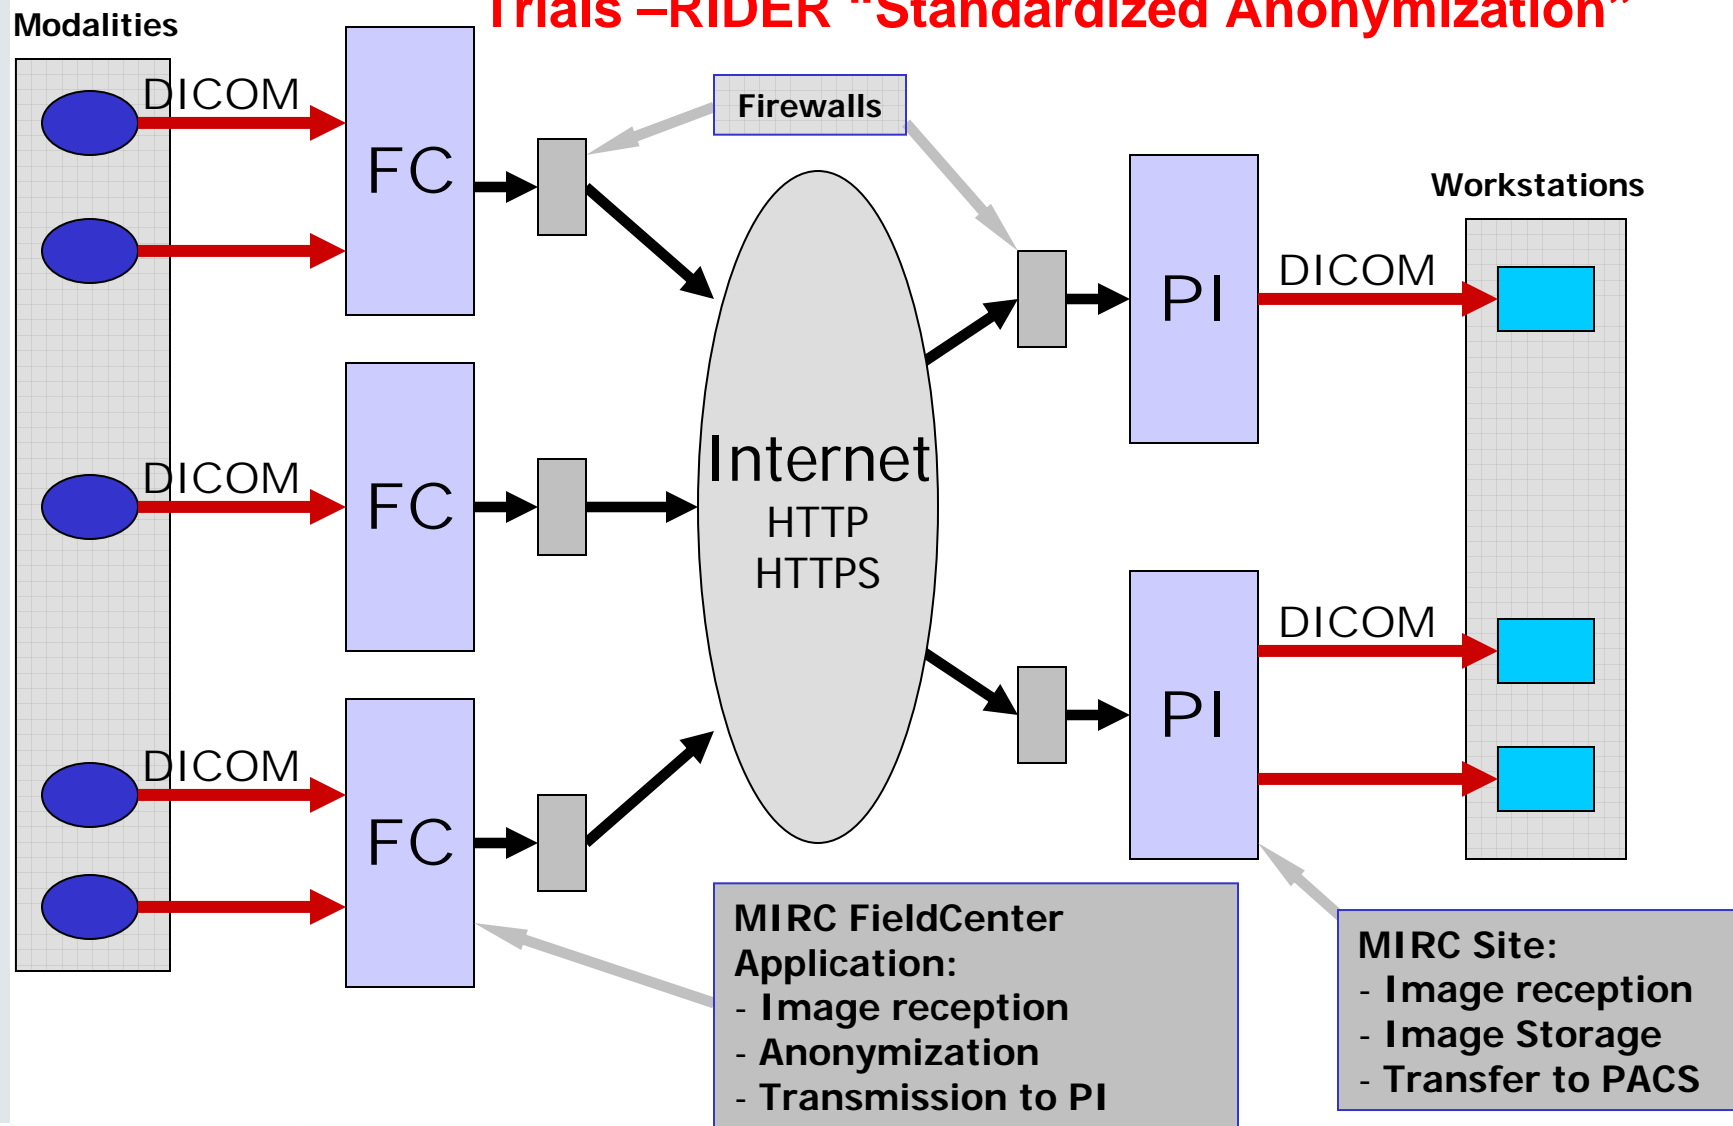 Trials –RIDER “Standardized Anonymization”
Modalities
DICOM
FC
Firewalls
Workstations
PI
DICOM
DICOM
FC
Internet
HTTP
HTTPS
DICOM
PI
DICOM
FC
MIRC FieldCenter
Application:
- Image reception
- Anonymization
- Transmission to PI
MIRC Site:
- Image reception
- Image Storage
- Transfer to PACS